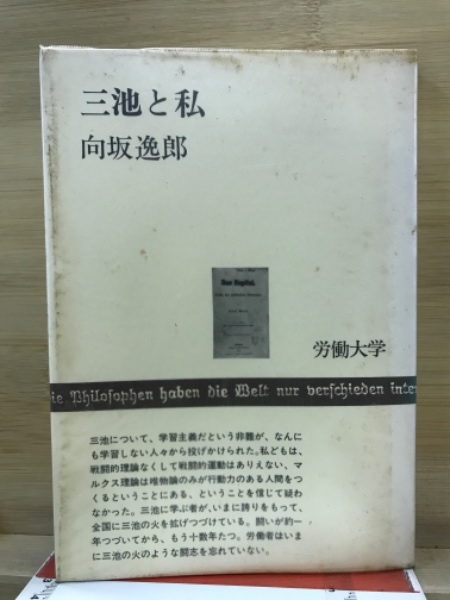 三池と私
向坂逸郎
Das Kapital.
労働大学
ie Philosophen haben die Welt nur verschieden inte
三池について、学習主義だという非難が、なんに
も学習しない人々から投げかけられた。私どもは、
戦闘的理論なくして戦闘的運動はありえない、マ
ルクス理論は唯物論のみが行動力のある人間をつ
くるということにある、ということを信じて疑わ
なかった。三池に学ぶ者が、いまに誇りをもって、
全国に三池の火を拡げつづけている。闘いが約一
年つづいてから、もう十数年たつ。労働者はいま
に三池の火のような闘志を忘れていない。